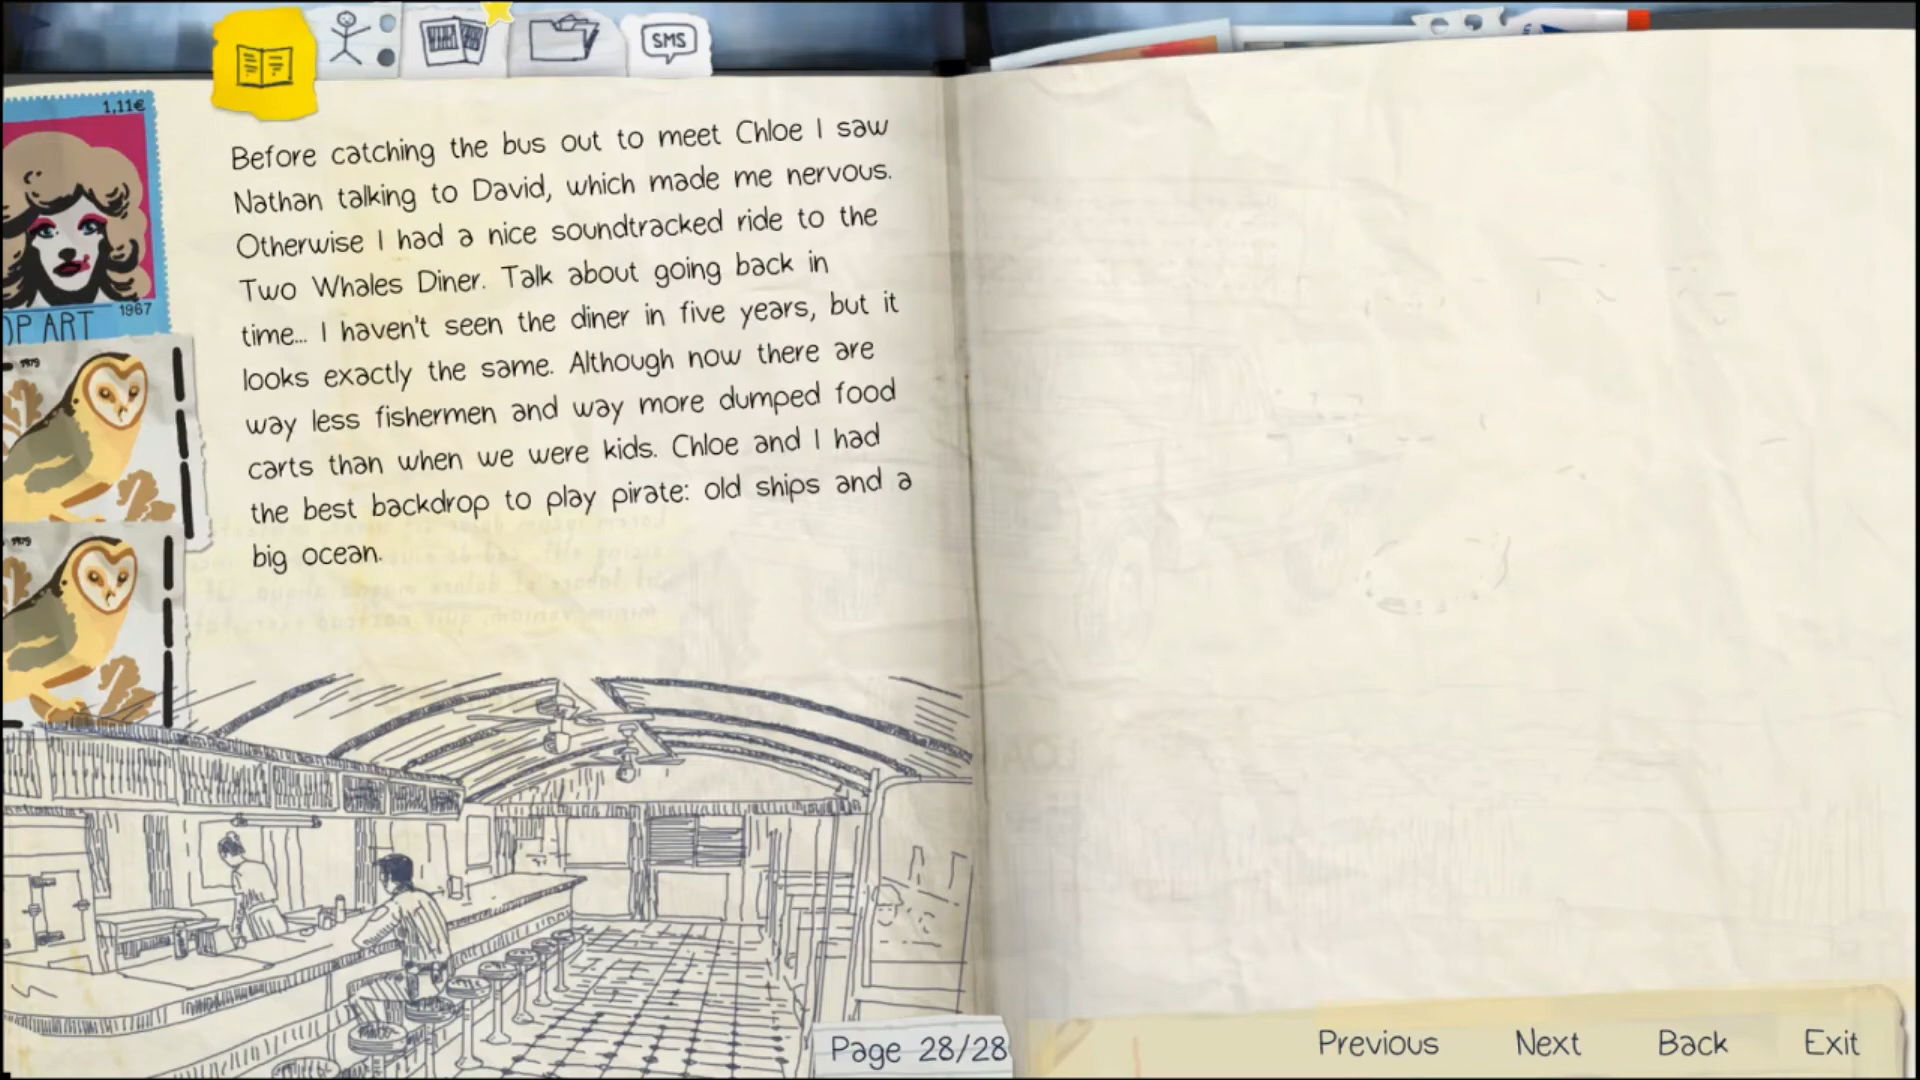 SMS
1,11€
1967
OP ART
1979
1979
Before catching the bus out to meet Chloe I saw
Nathan talking to David, which made me nervous.
Otherwise I had a nice soundtracked ride to the
Two Whales Diner. Talk about going back in
time... I haven't seen the diner in five years, but it
looks exactly the same. Although now there are
way less fishermen and way more dumped food
carts than when we were kids. Chloe and I had
the best backdrop to play pirate: old ships and a
big ocean.
Page 28/28
Previous Next Back Exit